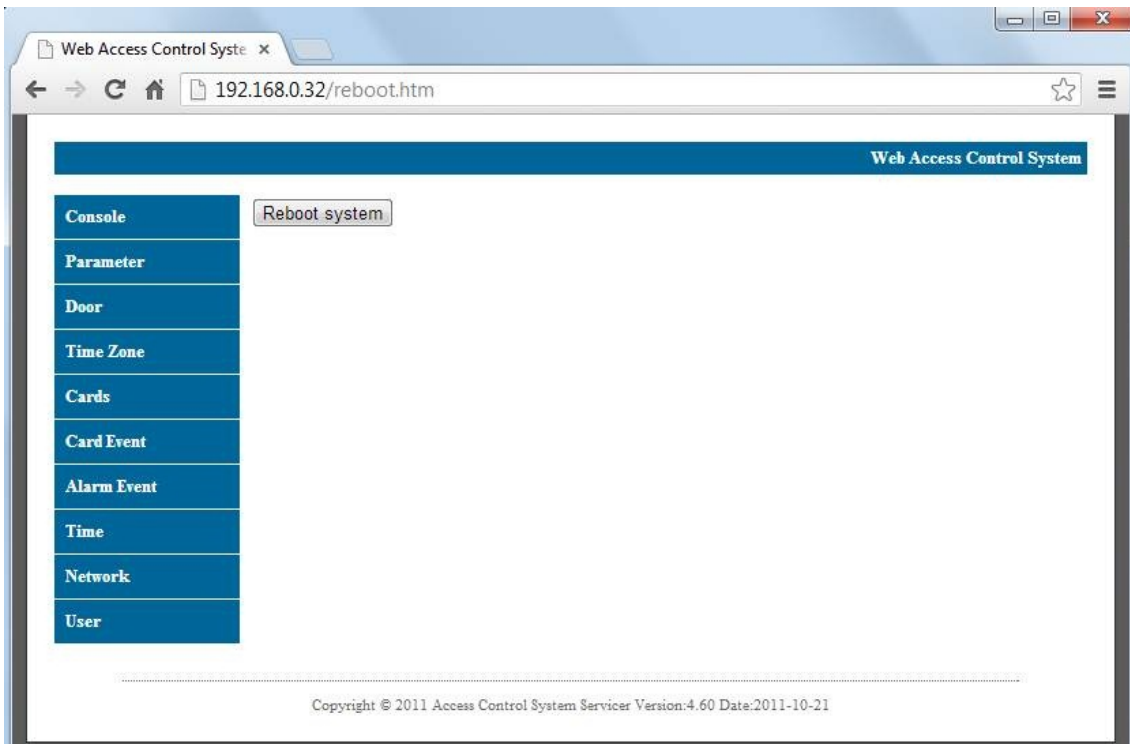 Web Access Control Syste
192.168.0.32/reboot.htm
Web Access Control System
Console
Reboot system
Parameter
Door
Time Zone
Cards
Card Event
Alarm Event
Time
Network
User
Copyright © 2011 Access Control System Servicer Version:4.60 Date:2011-10-21